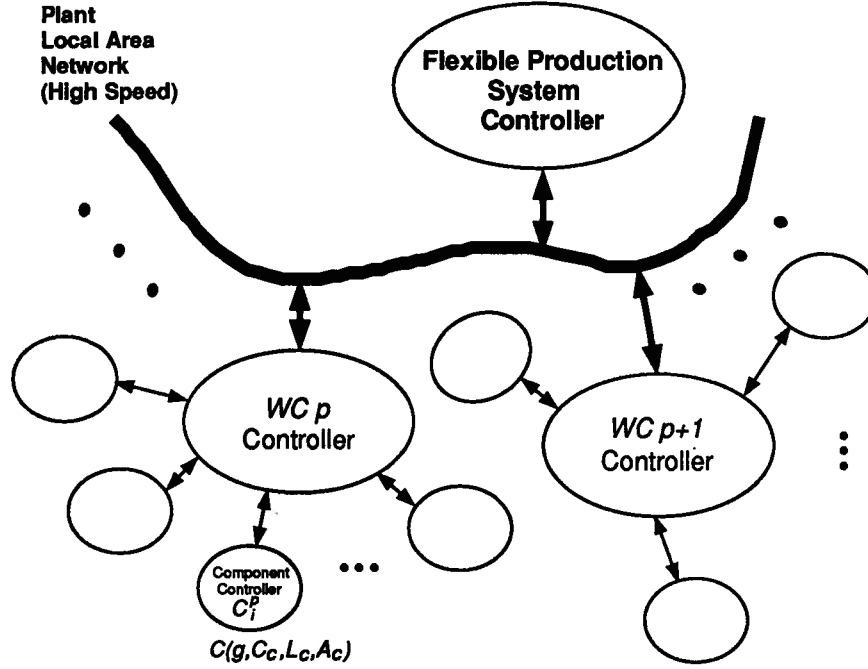 Plant
Local Area
Network
(High Speed)
Flexible Production
System
Controller
WC p
Controller
WC p+1
Controller
Component
Controller
C_i^p
C(g,C_c,L_c,A_c)